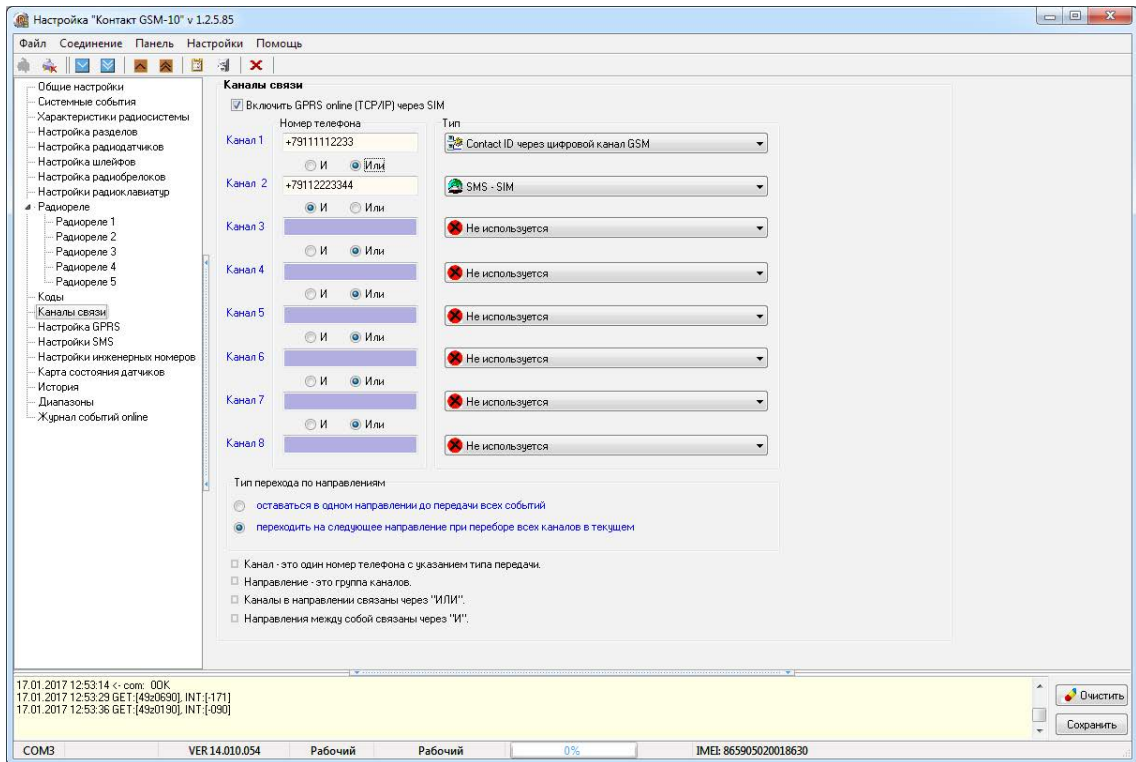 Настройка "Контакт GSM-10" v 1.2.5.85
Файл Соединение Панель Настройки Помощь
Общие настройки
Системные события
Характеристики радиосистемы
Настройка разделов
Настройка радиодатчиков
Настройка шлейфов
Настройка радиобрелоков
Настройки радиоклавиатур
Радиореле
Радиореле 1
Радиореле 2
Радиореле 3
Радиореле 4
Радиореле 5
Коды
Каналы связи
Настройка GPRS
Настройки SMS
Настройки инженерных номеров
Карта состояния датчиков
История
Диапазоны
Журнал событий online
Каналы связи
Включить GPRS online (TCP/IP) через SIM
Номер телефона Тип
Канал 1 +79111112233 Contact ID через цифровой канал GSM
И Или
Канал 2 +79112223344 SMS - SIM
И Или
Канал 3 Не используется
И Или
Канал 4 Не используется
И Или
Канал 5 Не используется
И Или
Канал 6 Не используется
И Или
Канал 7 Не используется
И Или
Канал 8 Не используется
Тип перехода по направлениям
оставаться в одном направлении до передачи всех событий
переходить на следующее направление при переборе всех каналов в текущем
Канал - это один номер телефона с указанием типа передачи.
Направление - это группа каналов.
Каналы в направлении связаны через "ИЛИ".
Направления между собой связаны через "И".
17.01.2017 12:53:14 <- com: 00K
17.01.2017 12:53:29 GET:[49z0690], INT:[-171]
17.01.2017 12:53:36 GET:[49z0190], INT:[-090]
Очистить
Сохранить
COM3 VER 14.010.054 Рабочий Рабочий 0% IMEI: 865905020018630